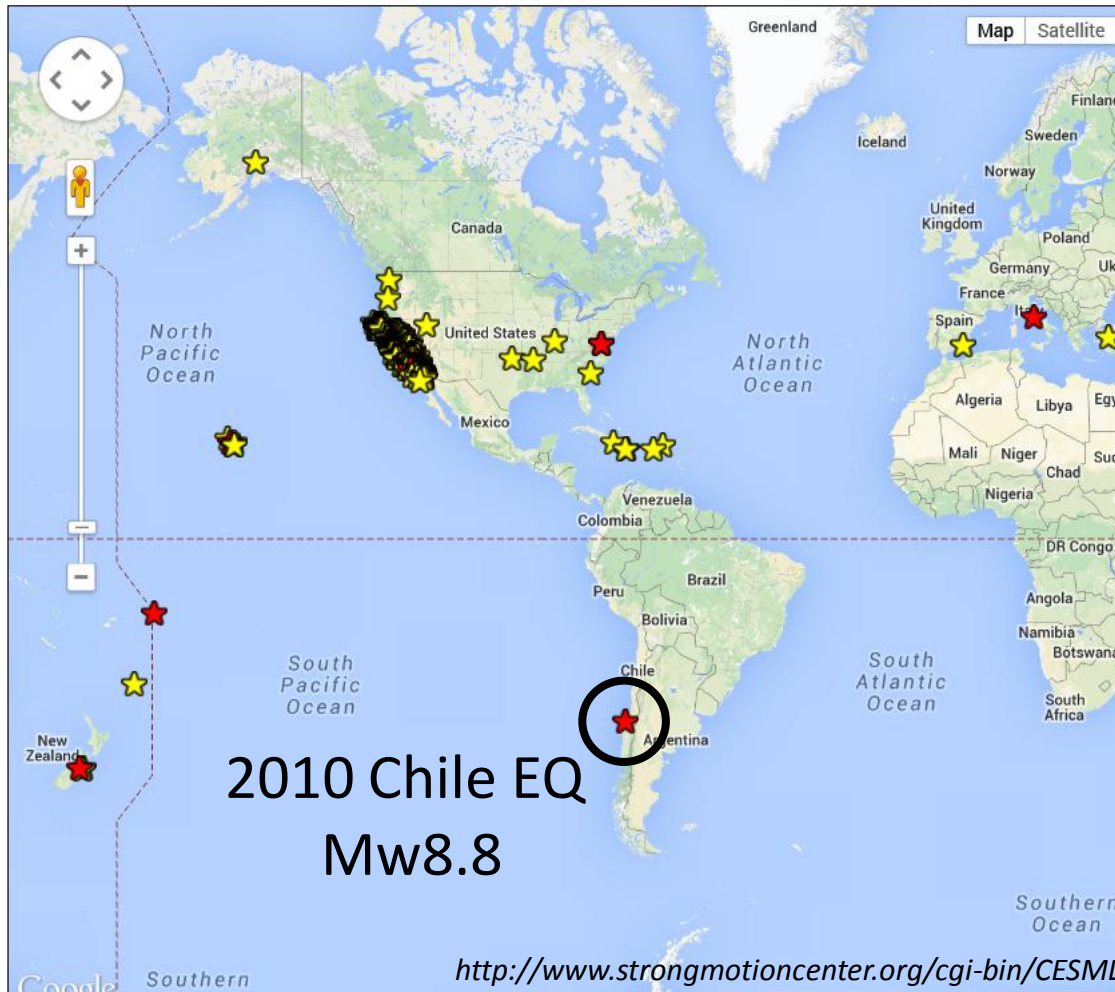 Greenland
Map Satellite
Finlan
Sweden
Iceland
Norway
United
Kingdom
Canada
Poland
Germany
Uk
France
North
Pacific
Ocean
United States
Spain
North
Atlantic
Ocean
Algeria
Libya
Egy
Mexico
Mali
Niger
Chad
Venezuela
Nigeria
Colombia
DR Congo
Brazil
Peru
Angola
Bolivia
Namibia
Botswana
South
Pacific
Ocean
Chile
South
Atlantic
Ocean
South
Africa
New
Zealand
Argentina
2010 Chile EQ
Mw8.8
Southern
Ocean
http://www.strongmotioncenter.org/cgi-bin/CESMD
Google
Southern